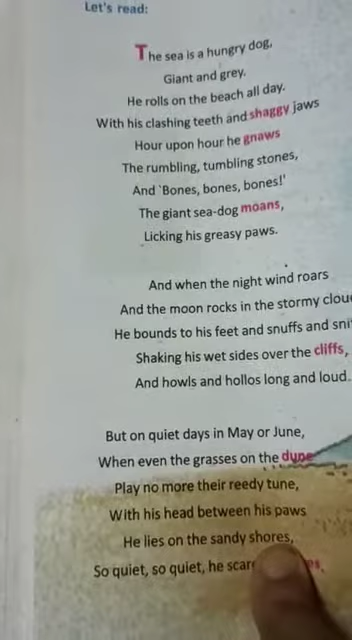 Let's read:
The sea is a hungry dog,
Giant and grey.
He rolls on the beach all day.
With his clashing teeth and shaggy jaws
Hour upon hour he gnaws
The rumbling, tumbling stones,
And 'Bones, bones, bones!'
The giant sea-dog moans,
Licking his greasy paws.
And when the night wind roars
And the moon rocks in the stormy clou
He bounds to his feet and snuffs and sni
Shaking his wet sides over the cliffs,
And howls and hollos long and loud.
But on quiet days in May or June,
When even the grasses on the dune
Play no more their reedy tune,
With his head between his paws
He lies on the sandy shores,
So quiet, so quiet, he scar es,